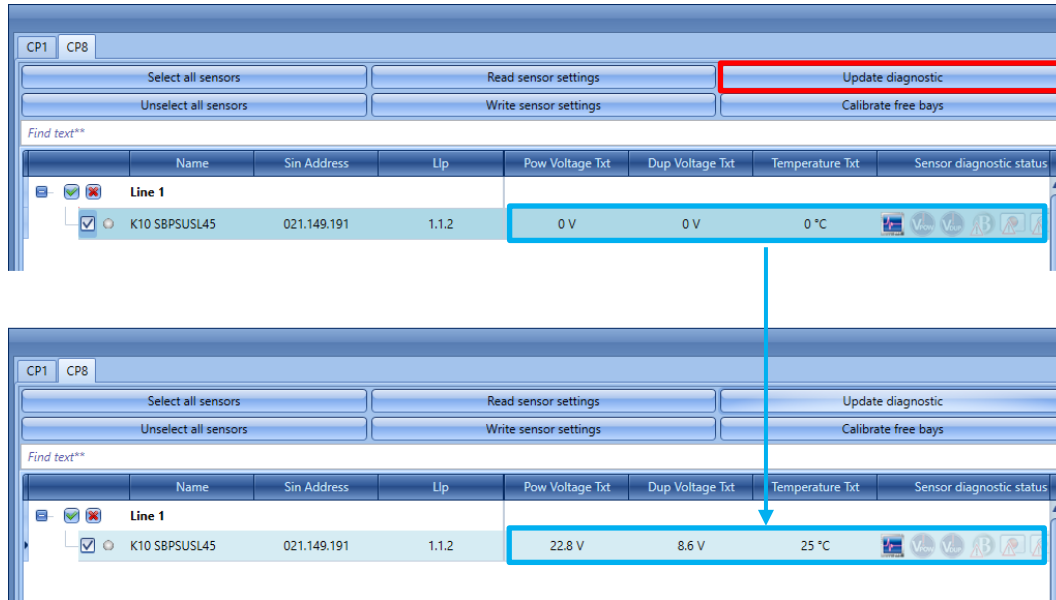 CP1 CP8
Select all sensors Read sensor settings Update diagnostic
Unselect all sensors Write sensor settings Calibrate free bays
Find text**
Name Sin Address Llp Pow Voltage Txt Dup Voltage Txt Temperature Txt Sensor diagnostic status
Line 1
K10 SBPSUSL45 021.149.191 1.1.2 0 V 0 V 0 °C Vpow Vdup B
CP1 CP8
Select all sensors Read sensor settings Update diagnostic
Unselect all sensors Write sensor settings Calibrate free bays
Find text**
Name Sin Address Llp Pow Voltage Txt Dup Voltage Txt Temperature Txt Sensor diagnostic status
Line 1
K10 SBPSUSL45 021.149.191 1.1.2 22.8 V 8.6 V 25 °C Vpow Vdup B